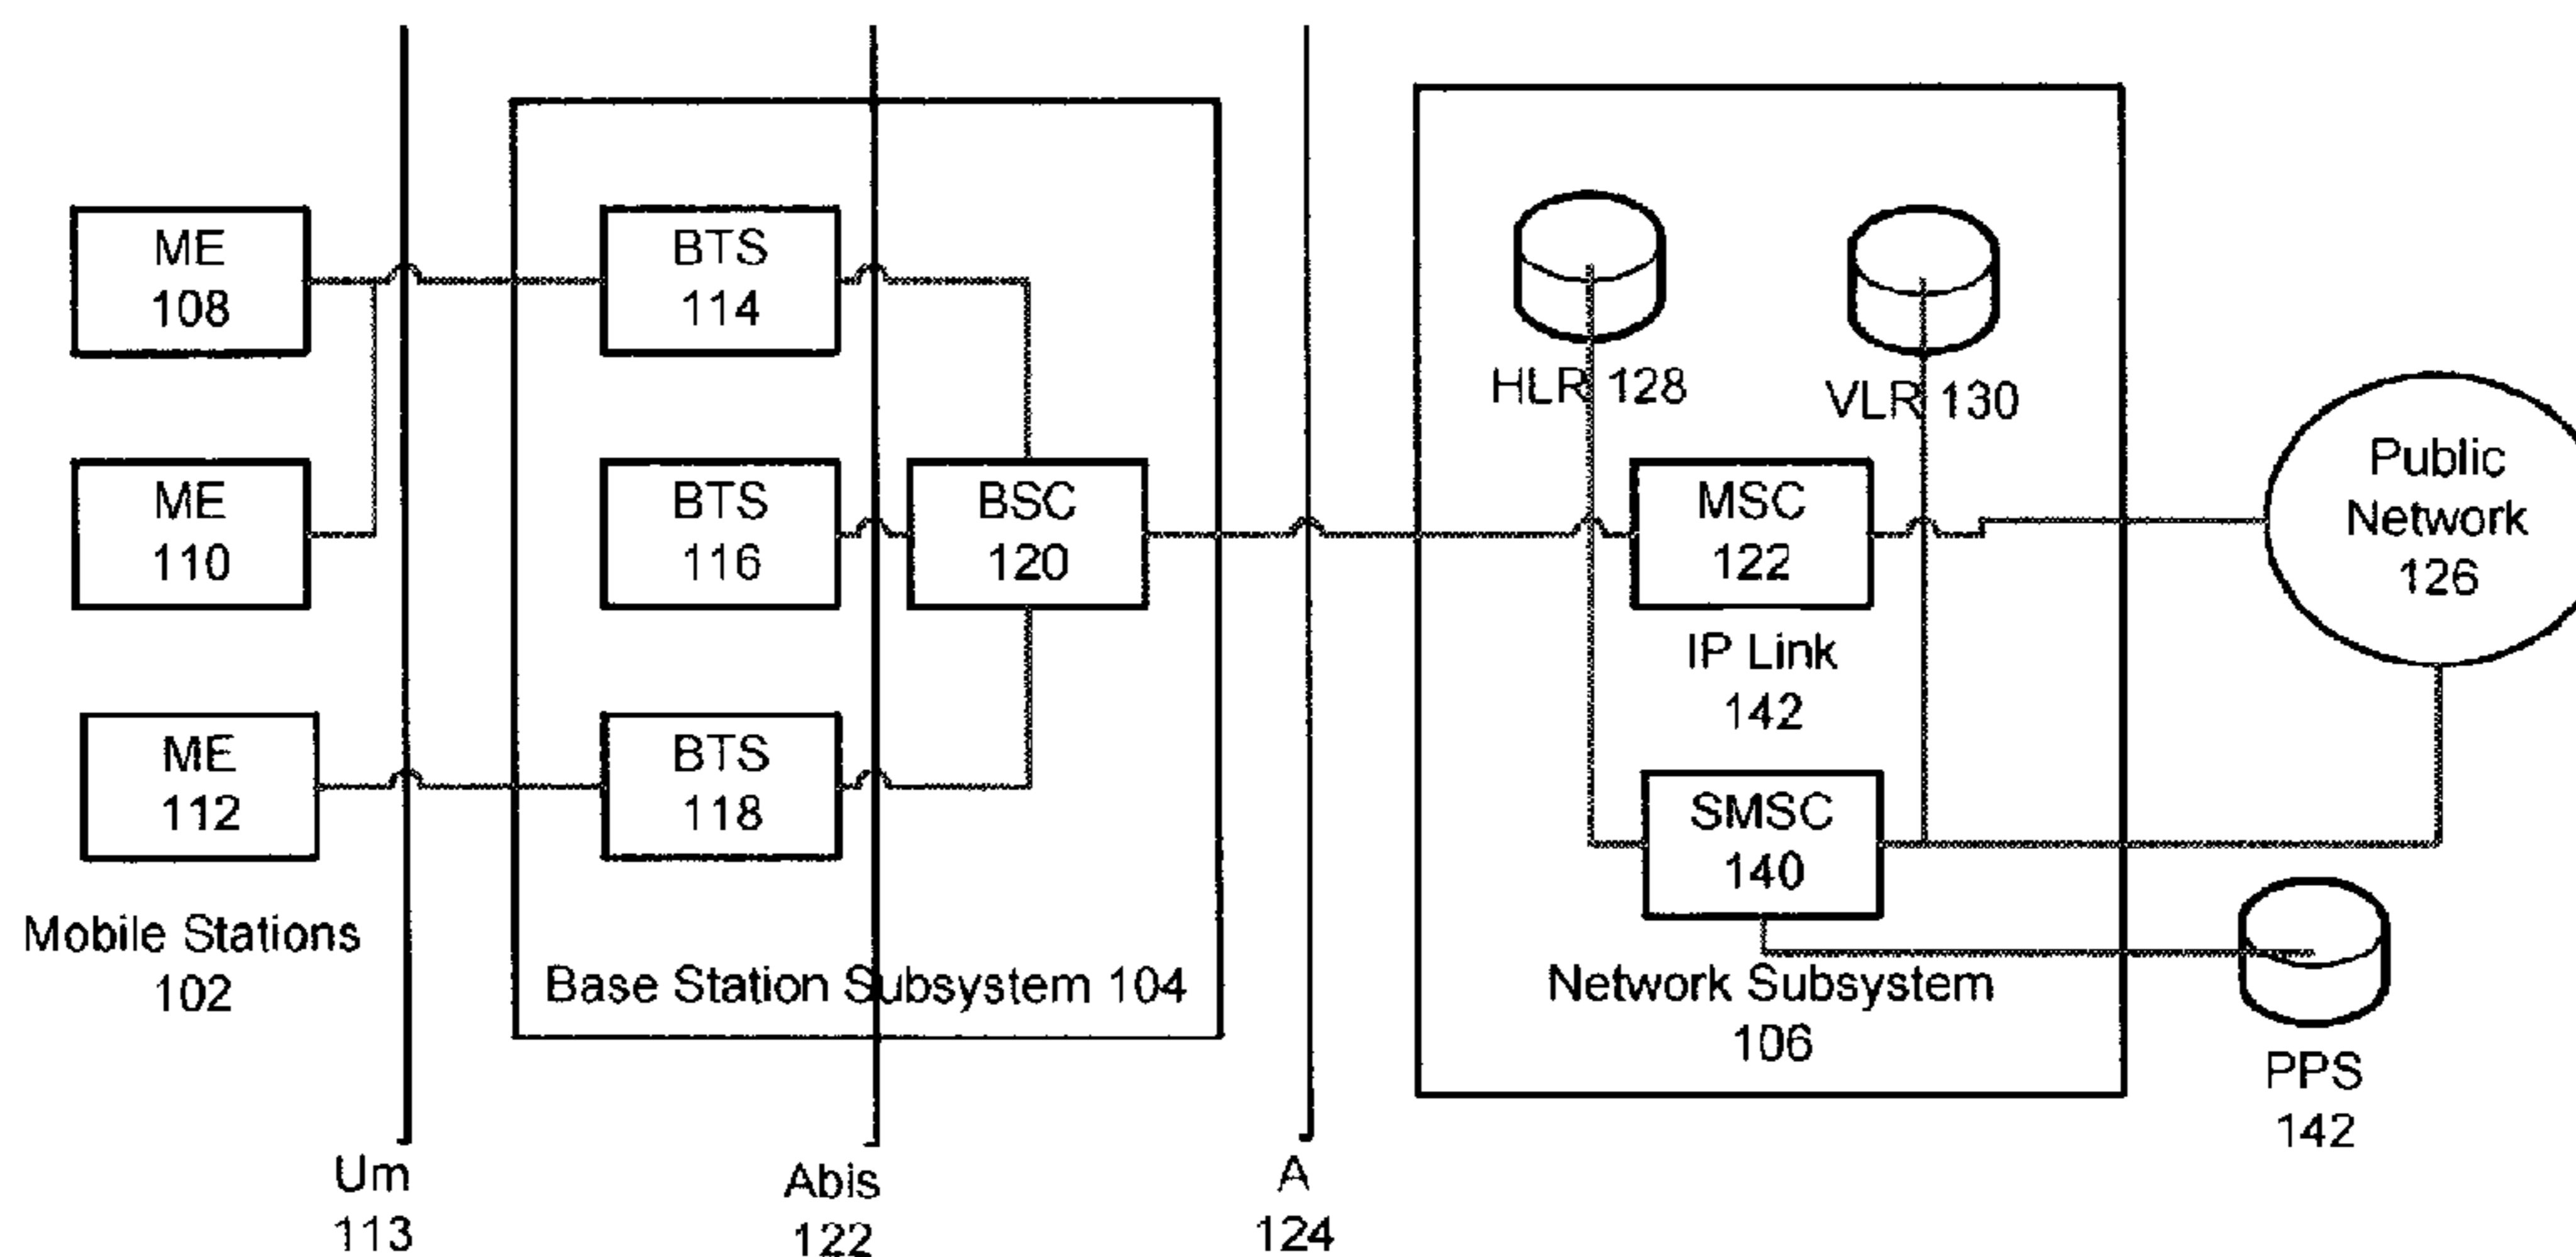 ME
108
ME
110
ME
112
Mobile Stations
102
Um
113
BTS
114
BTS
116
BTS
118
BSC
120
Base Station Subsystem 104
Abis
122
A
124
HLR 128
VLR 130
MSC
122
IP Link
142
SMSC
140
Network Subsystem
106
Public
Network
126
PPS
142